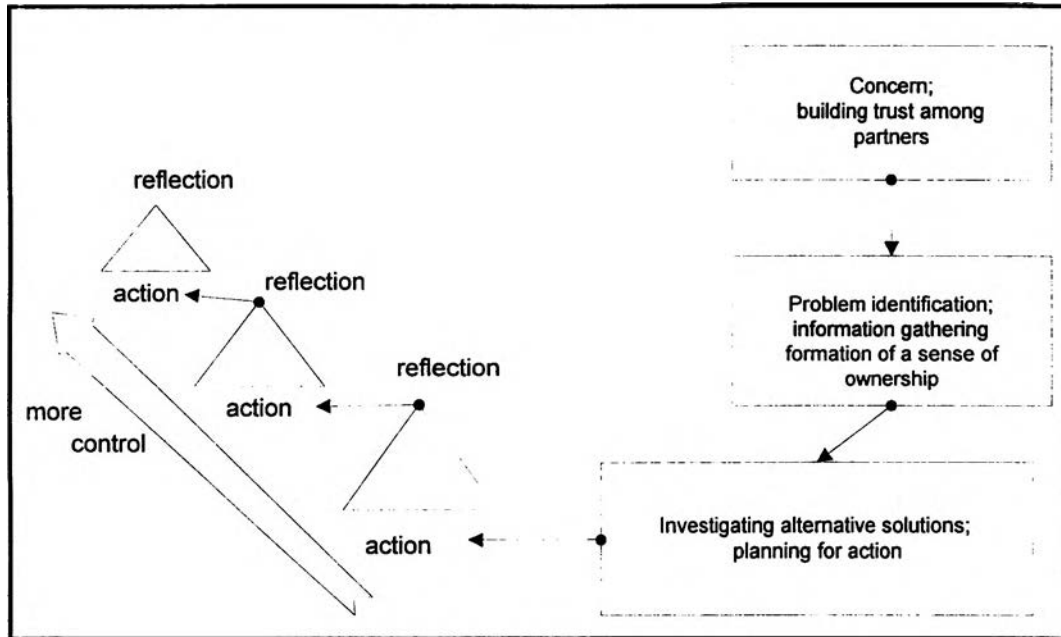 Concern;
building trust among
partners
Problem identification;
information gathering
formation of a sense of
ownership
Investigating alternative solutions;
planning for action
reflection
action
reflection
action
reflection
action
more
control